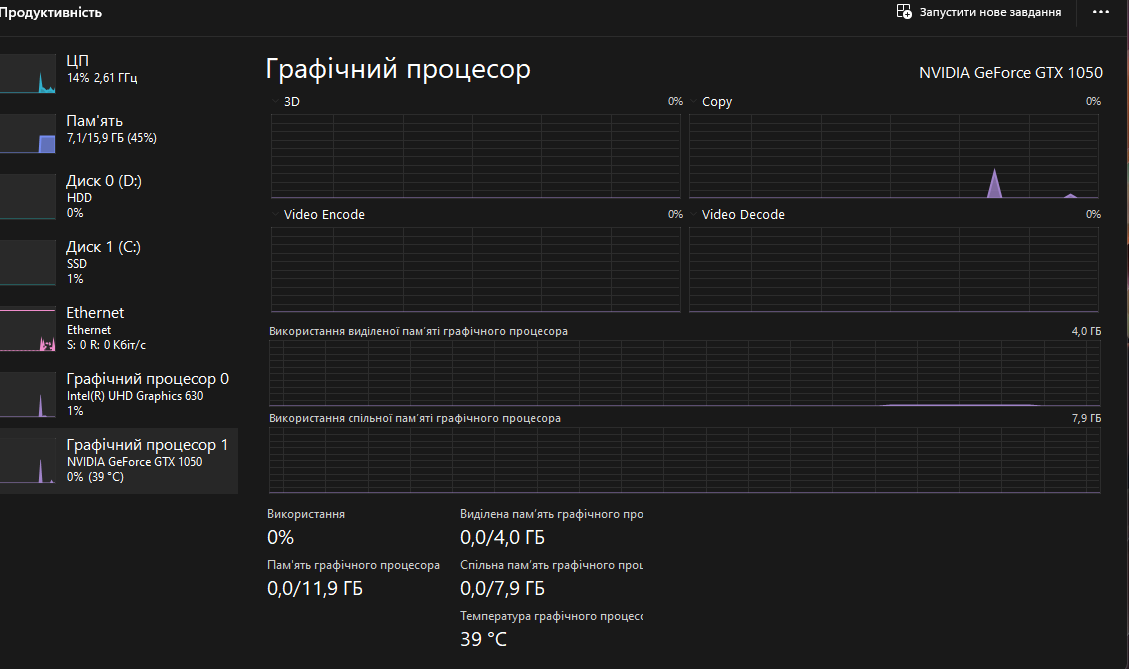 Продуктивність
Запустити нове завдання
ЦП
14% 2,61 ГГц
Пам'ять
7,1/15,9 ГБ (45%)
Диск 0 (D:)
HDD
0%
Диск 1 (C:)
SSD
1%
Ethernet
Ethernet
S: 0 R: 0 Кбіт/с
Графічний процесор 0
Intel(R) UHD Graphics 630
1%
Графічний процесор 1
NVIDIA GeForce GTX 1050
0% (39 °C)
Графічний процесор
NVIDIA GeForce GTX 1050
3D 0%
Copy 0%
Video Encode 0%
Video Decode 0%
Використання виділеної пам'яті графічного процесора 4,0 ГБ
Використання спільної пам'яті графічного процесора 7,9 ГБ
Використання
0%
Пам'ять графічного процесора
0,0/11,9 ГБ
Виділена пам'ять графічного про
0,0/4,0 ГБ
Спільна пам'ять графічного проц
0,0/7,9 ГБ
Температура графічного процесс
39 °C